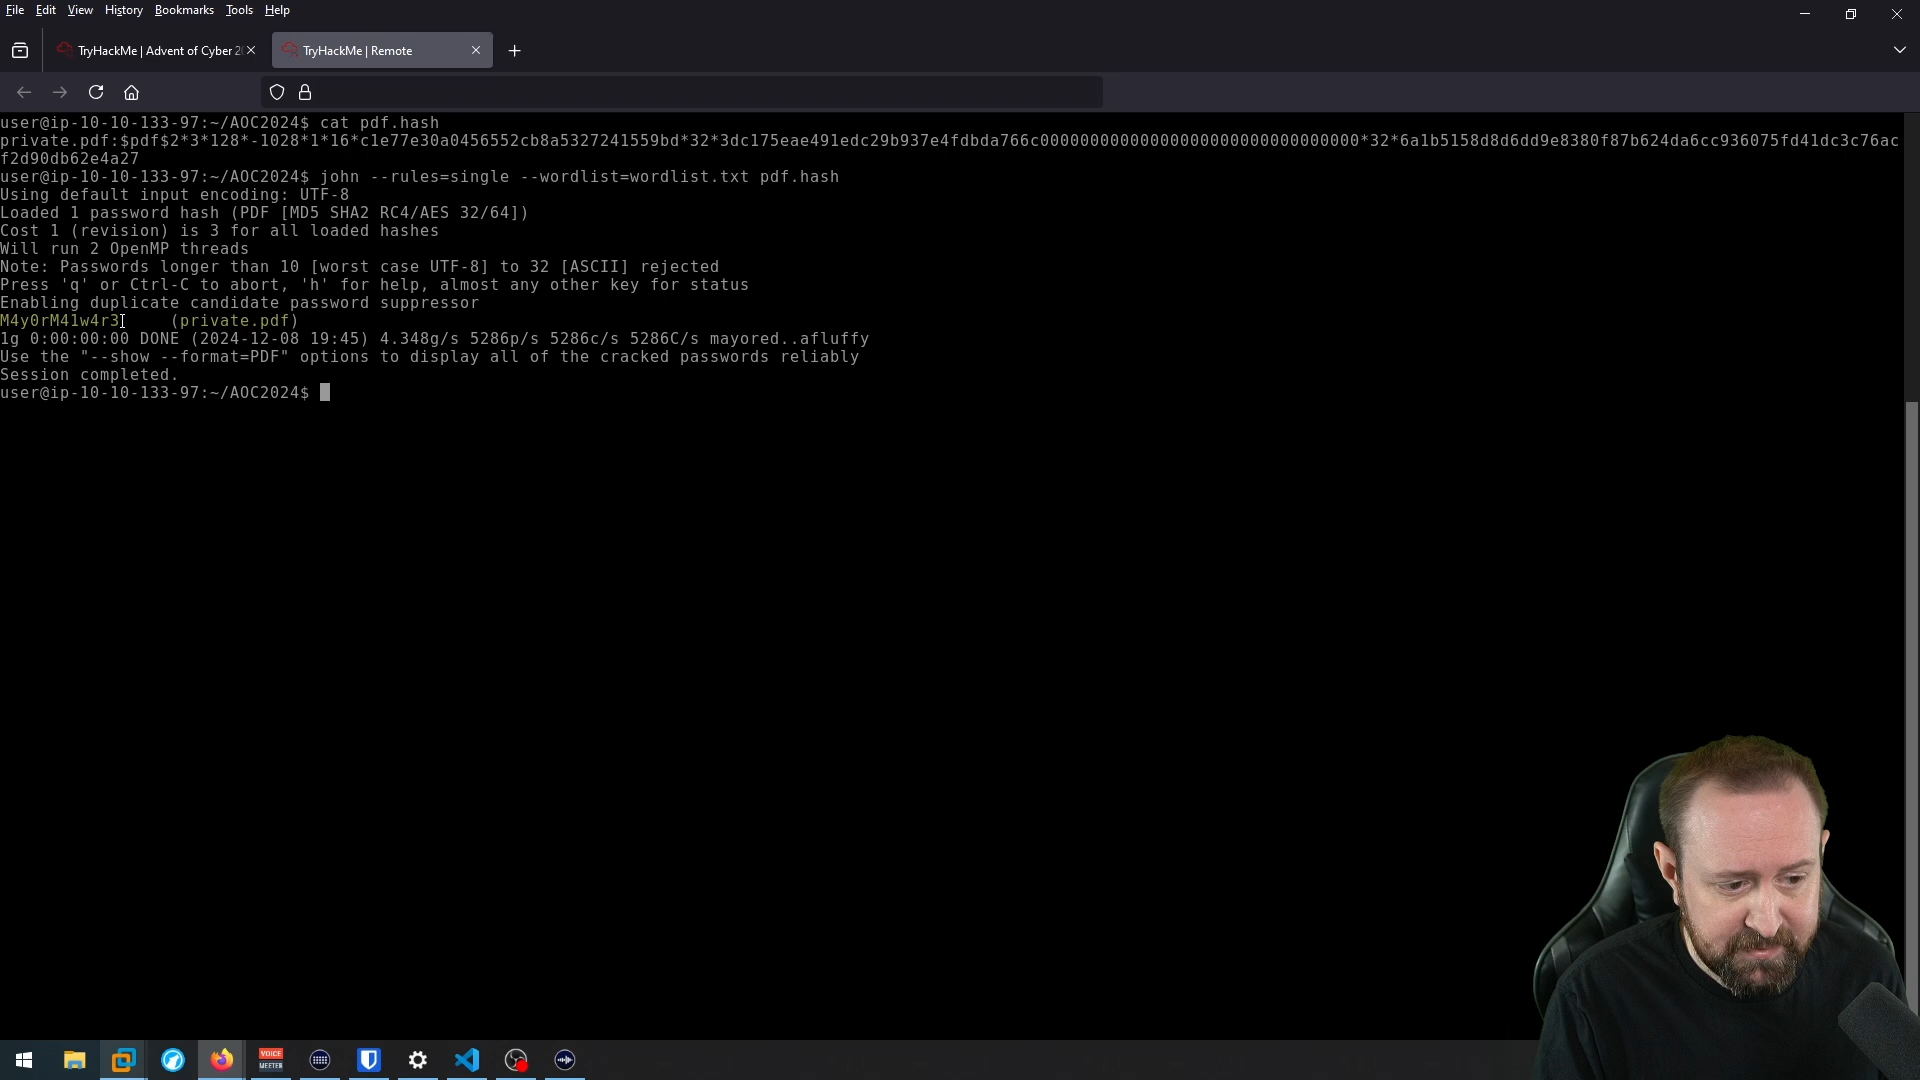 File Edit View History Bookmarks Tools Help
TryHackMe | Advent of Cyber 2
TryHackMe | Remote
user@ip-10-10-133-97:~/AOC2024$ cat pdf.hash
private.pdf:$pdf$2*3*128*-1028*1*16*c1e77e30a0456552cb8a5327241559bd*32*3dc175eae491edc29b937e4fdbda766c00000000000000000000000000000000*32*6a1b5158d8d6dd9e8380f87b624da6cc936075fd41dc3c76ac
f2d90db62e4a27
user@ip-10-10-133-97:~/AOC2024$ john --rules=single --wordlist=wordlist.txt pdf.hash
Using default input encoding: UTF-8
Loaded 1 password hash (PDF [MD5 SHA2 RC4/AES 32/64])
Cost 1 (revision) is 3 for all loaded hashes
Will run 2 OpenMP threads
Note: Passwords longer than 10 [worst case UTF-8] to 32 [ASCII] rejected
Press 'q' or Ctrl-C to abort, 'h' for help, almost any other key for status
Enabling duplicate candidate password suppressor
M4y0rM41w4r3 (private.pdf)
1g 0:00:00:00 DONE (2024-12-08 19:45) 4.348g/s 5286p/s 5286c/s 5286C/s mayored..afluffy
Use the "--show --format=PDF" options to display all of the cracked passwords reliably
Session completed.
user@ip-10-10-133-97:~/AOC2024$
VOICE
MEETER